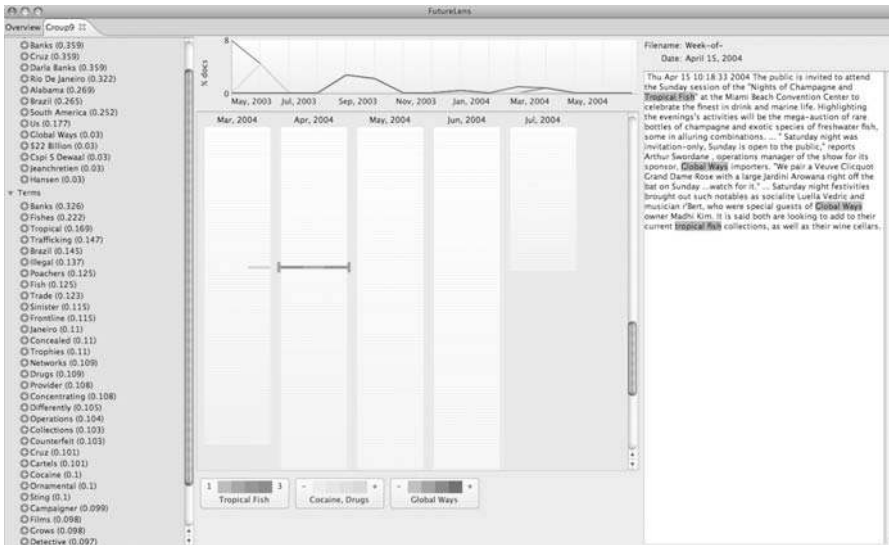 FutureLens
Overview Group9
Banks (0.359)
Cruz (0.359)
Darla Banks (0.359)
Rio De Janeiro (0.322)
Alabama (0.269)
Brazil (0.265)
South America (0.252)
Us (0.177)
Global Ways (0.03)
$22 Billion (0.03)
Cspi S Dewaal (0.03)
Jeanchretien (0.03)
Hansen (0.03)
Terms
Banks (0.326)
Fishes (0.222)
Tropical (0.169)
Trafficking (0.147)
Brazil (0.145)
Illegal (0.137)
Poachers (0.125)
Fish (0.125)
Trade (0.123)
Sinister (0.115)
Frontline (0.115)
Janeiro (0.11)
Concealed (0.11)
Trophies (0.11)
Networks (0.109)
Drugs (0.109)
Provider (0.108)
Concentrating (0.108)
Differently (0.105)
Operations (0.104)
Collections (0.103)
Counterfeit (0.103)
Cruz (0.101)
Cartels (0.101)
Cocaine (0.1)
Ornamental (0.1)
Sting (0.1)
Campaigner (0.099)
Films (0.098)
Grows (0.098)
Detective (0.097)
8
% docs
0
May, 2003 Jul, 2003 Sep, 2003 Nov, 2003 Jan, 2004 Mar, 2004 May, 2004
Mar, 2004 Apr, 2004 May, 2004 Jun, 2004 Jul, 2004
1 3 - + - +
Tropical Fish Cocaine, Drugs Global Ways
Filename: Week-of-
Date: April 15, 2004
Thu Apr 15 10:18:33 2004 The public is invited to attend
the Sunday session of the "Nights of Champagne and
Tropical Fish" at the Miami Beach Convention Center to
celebrate the finest in drink and marine life. Highlighting
the evenings's activities will be the mega-auction of rare
bottles of champagne and exotic species of freshwater fish,
some in alluring combinations. ... " Saturday night was
invitation-only, Sunday is open to the public," reports
Arthur Swordane , operations manager of the show for its
sponsor, Global Ways importers. "We pair a Veuve Clicquot
Grand Dame Rose with a large Jardini Arowana right off the
bat on Sunday ...watch for it." ... Saturday night festivities
brought out such notables as socialite Luella Vedric and
musician r'Bert, who were special guests of Global Ways
owner Madhi Kim. It is said both are looking to add to their
current tropical fish collections, as well as their wine cellars.